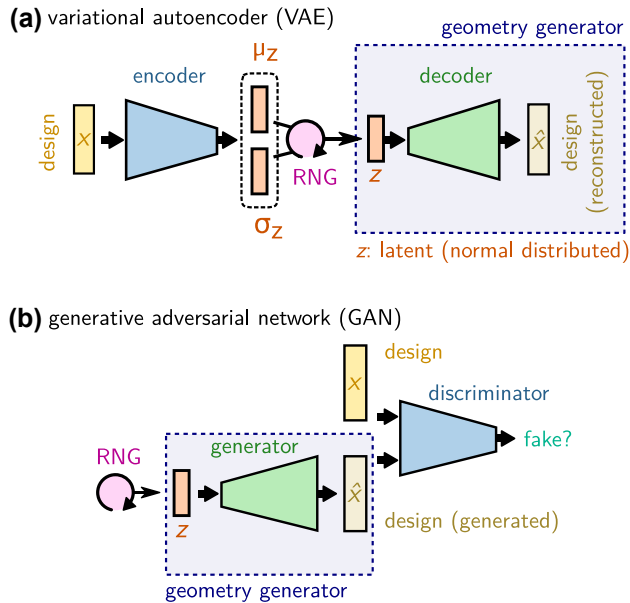 (a) variational autoencoder (VAE)
geometry generator
μz
encoder
decoder
design
x
RNG
z
x̂
design
(reconstructed)
σz
z: latent (normal distributed)
(b) generative adversarial network (GAN)
design
x
discriminator
generator
fake?
RNG
z
x̂
design (generated)
geometry generator